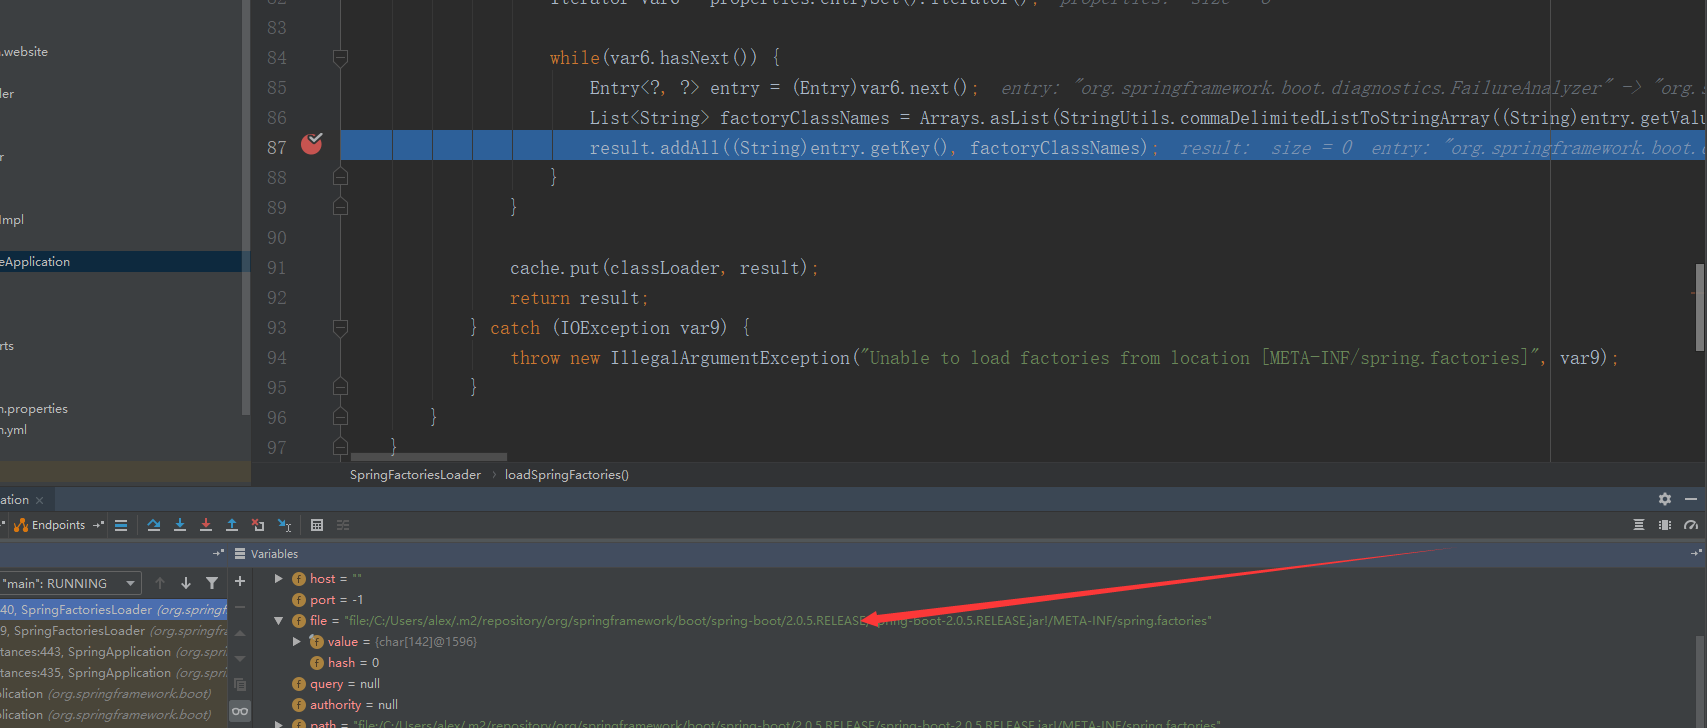 82 Iterator var6 = properties.entrySet().iterator(); properties: size = 8
83
n.website
84 while(var6.hasNext()) {
ler
85 Entry<?, ?> entry = (Entry)var6.next(); entry: "org.springframework.boot.diagnostics.FailureAnalyzer" -> "org.s
86 List<String> factoryClassNames = Arrays.asList(StringUtils.commaDelimitedListToStringArray((String)entry.getValu
r
87 result.addAll((String)entry.getKey(), factoryClassNames); result: size = 0 entry: "org.springframework.boot.d
88 }
89 }
Impl
90
eApplication
91 cache.put(classLoader, result);
92 return result;
93 } catch (IOException var9) {
rts
94 throw new IllegalArgumentException("Unable to load factories from location [META-INF/spring.factories]", var9);
95 }
n.properties
96 }
n.yml
97 }
SpringFactoriesLoader › loadSpringFactories()
ation
Endpoints
Variables
"main": RUNNING
host = ""
port = -1
40, SpringFactoriesLoader (org.springf
file = "file:/C:/Users/alex/.m2/repository/org/springframework/boot/spring-boot/2.0.5.RELEASE/spring-boot-2.0.5.RELEASE.jar!/META-INF/spring.factories"
9, SpringFactoriesLoader (org.springfra
value = {char[142]@1596}
tances:443, SpringApplication (org.spri
hash = 0
tances:435, SpringApplication (org.spri
query = null
plication (org.springframework.boot)
authority = null
plication (org.springframework.boot)
path = "file:/C:/Users/alex/.m2/repository/org/springframework/boot/spring-boot/2.0.5.RELEASE/spring-boot-2.0.5.RELEASE.jar!/META-INF/spring.factories"